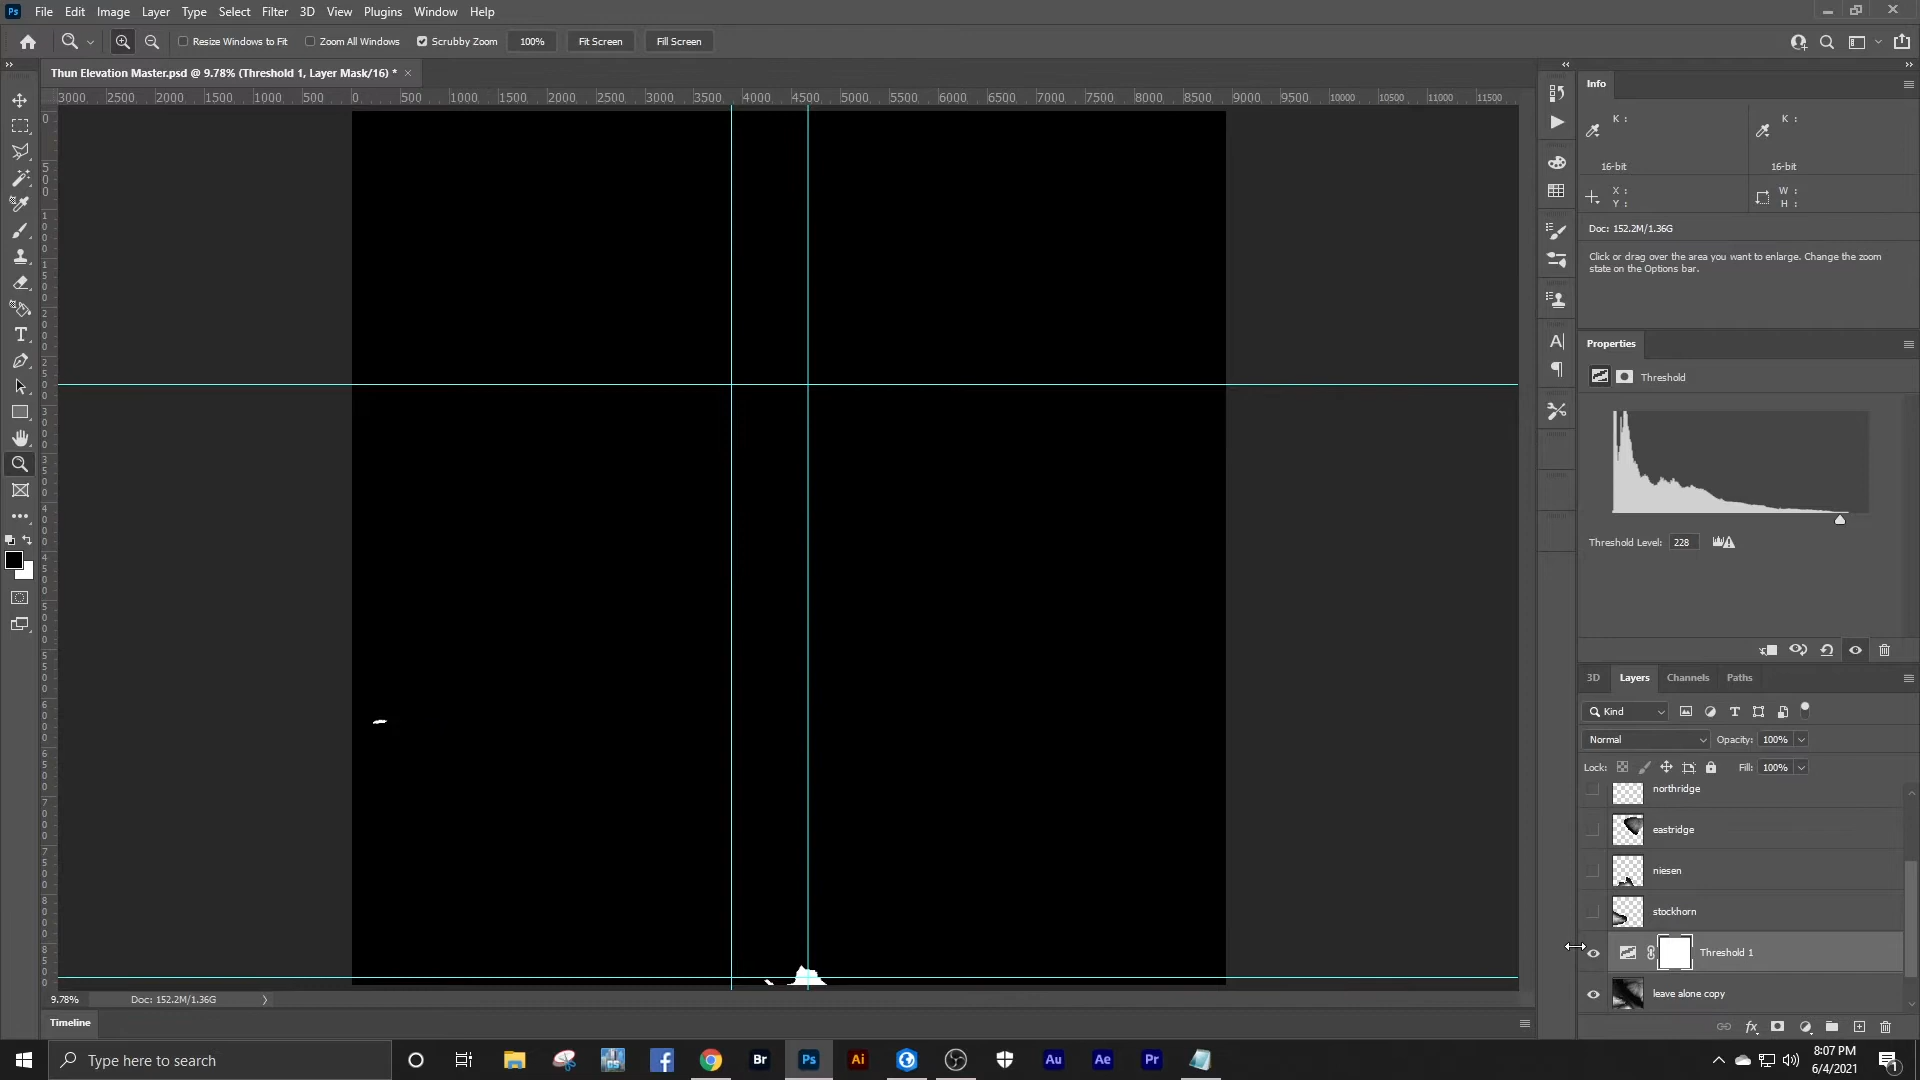 Ps File Edit Image Layer Type Select Filter 3D View Plugins Window Help
Resize Windows to Fit Zoom All Windows Scrubby Zoom 100% Fit Screen Fill Screen
Thun Elevation Master.psd @ 9.78% (Threshold 1, Layer Mask/16) * ×
3000 2500 2000 1500 1000 500 0 500 1000 1500 2000 2500 3000 3500 4000 4500 5000 5500 6000 6500 7000 7500 8000 8500 9000 9500 10000 10500 11000 11500
Info
K : K :
16-bit 16-bit
X : W :
Y : H :
Doc: 152.2M/1.36G
Click or drag over the area you want to enlarge. Change the zoom
state on the Options bar.
Properties
Threshold
Threshold Level: 228
3D Layers Channels Paths
Kind
Normal Opacity: 100%
Lock: Fill: 100%
northridge
eastridge
niesen
stockhorn
Threshold 1
leave alone copy
9.78% Doc: 152.2M/1.36G
Timeline
Type here to search
Br Ps Ai Au Ae Pr
8:07 PM
6/4/2021
1